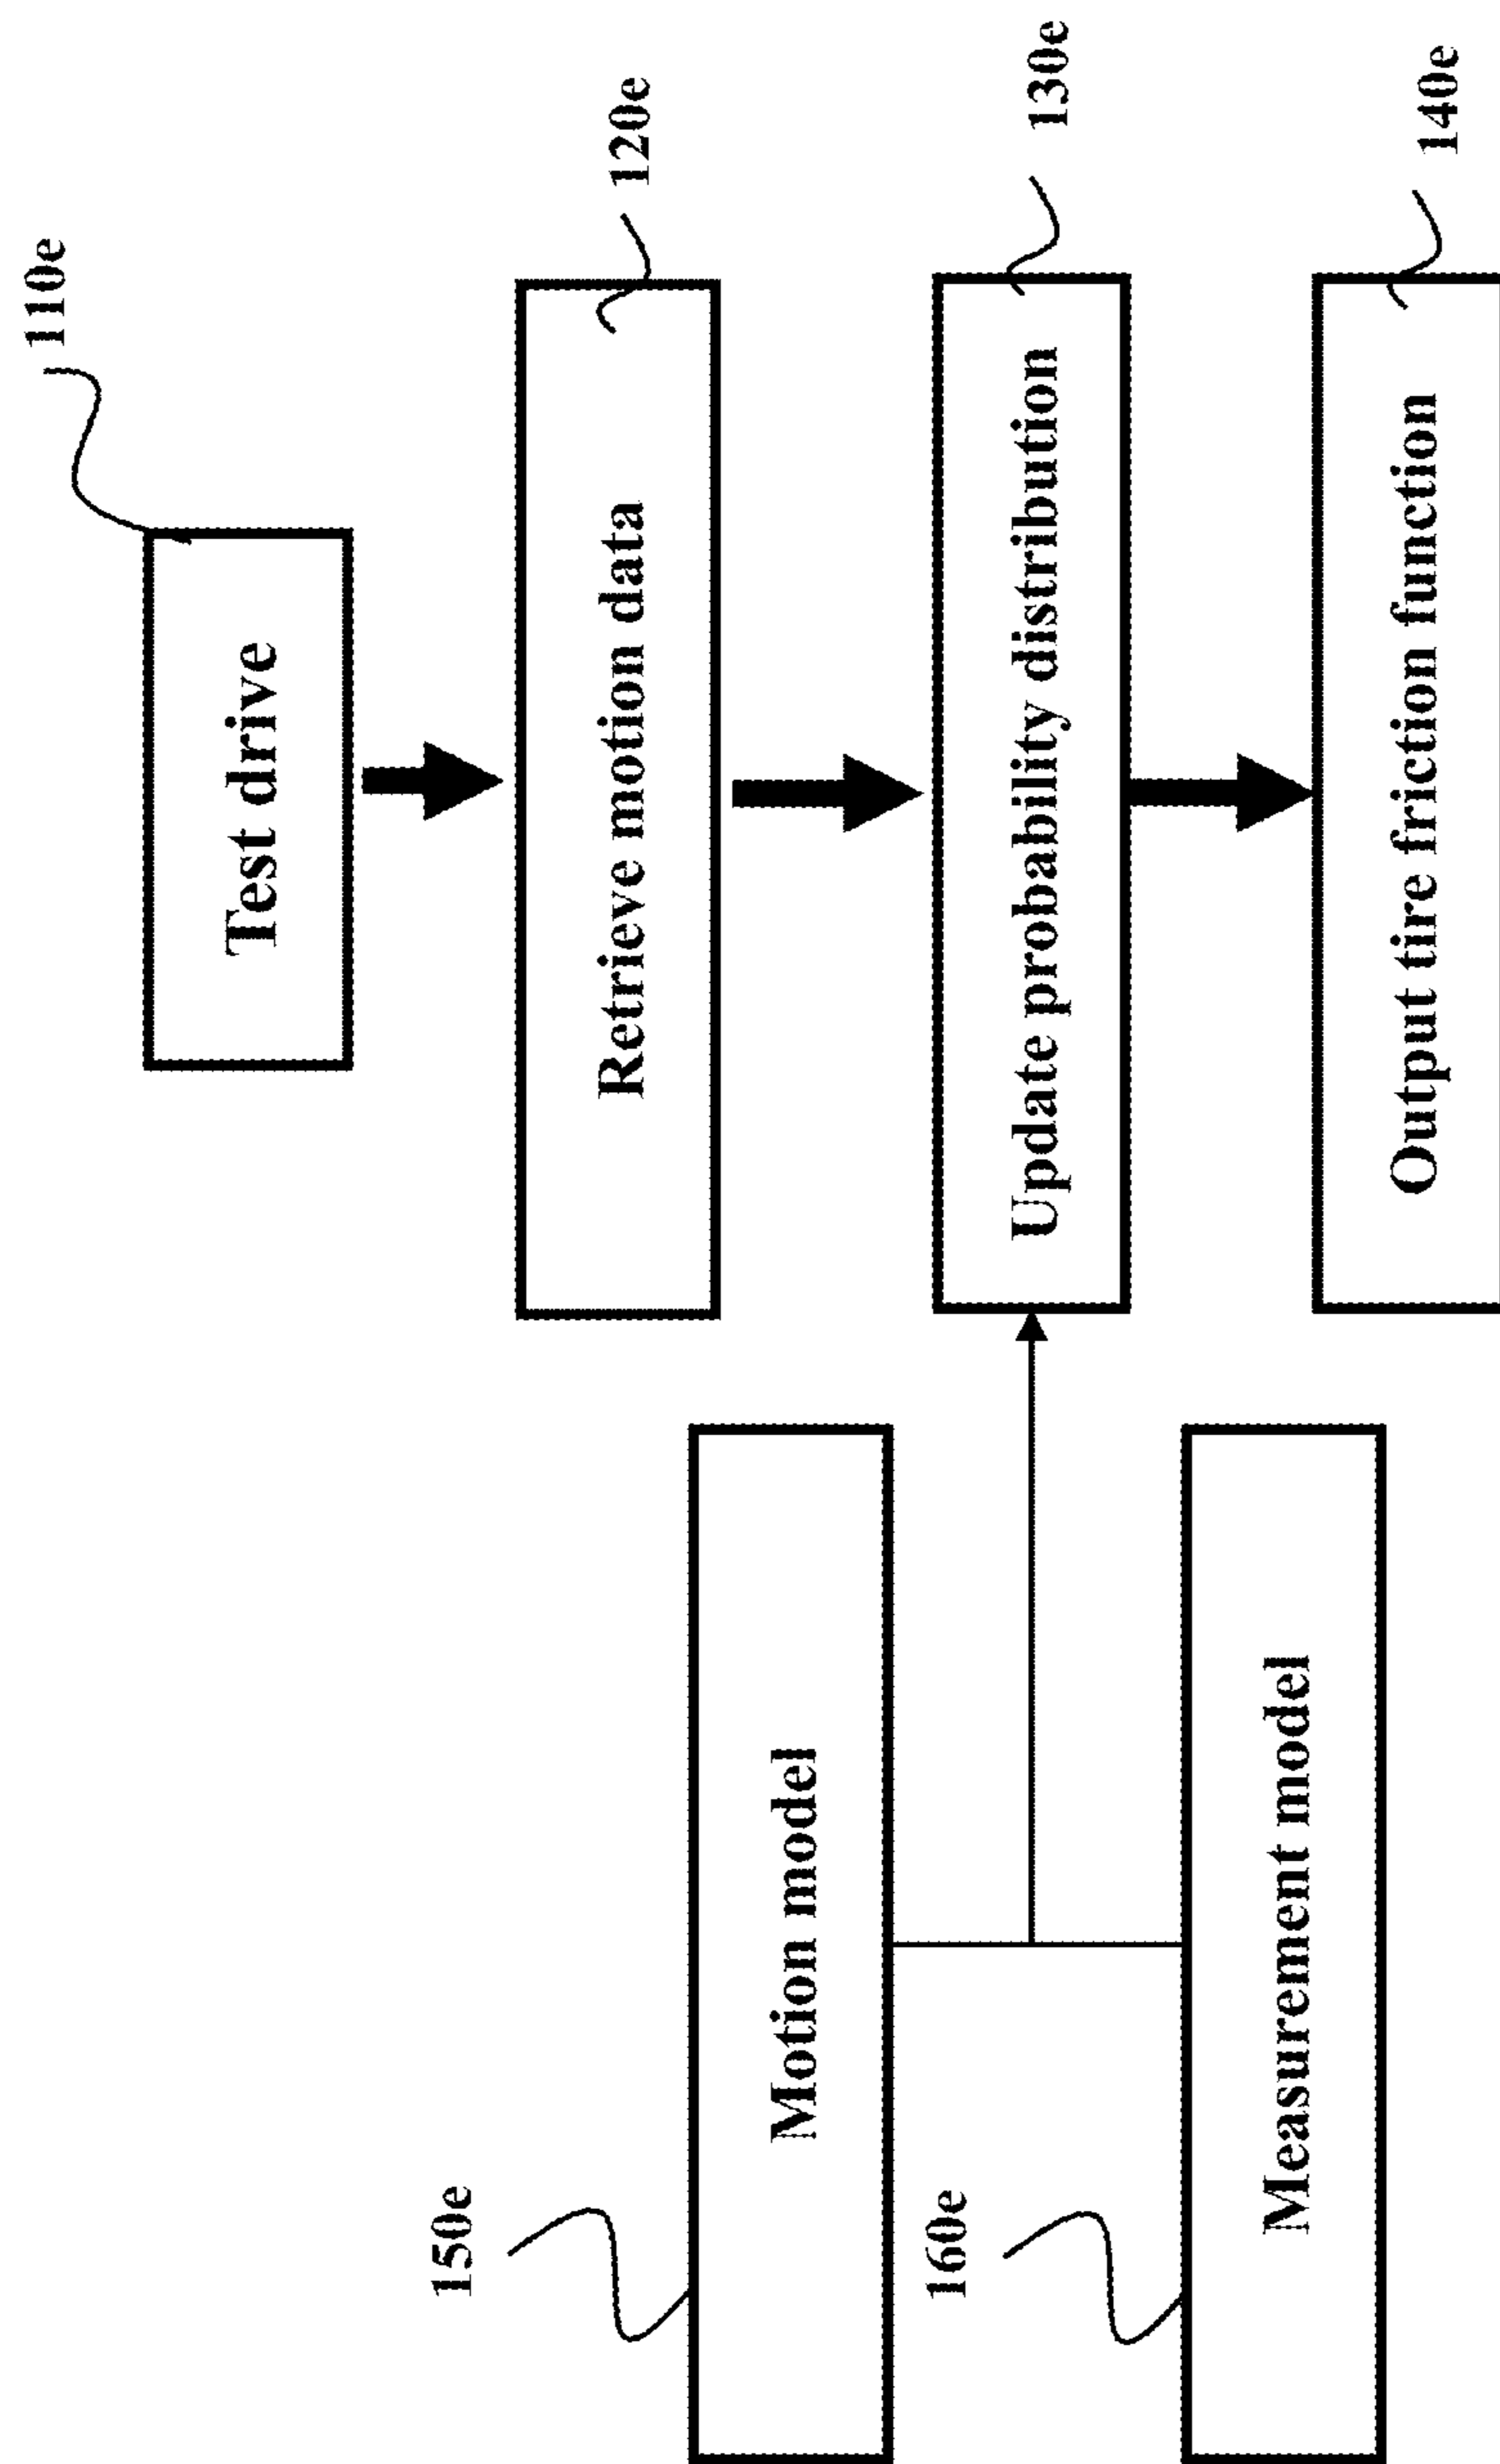 110e
Test drive
120e
Retrieve motion data
150e
Motion model
130e
Update probability distribution
160e
Measurement model
140e
Output tire friction function